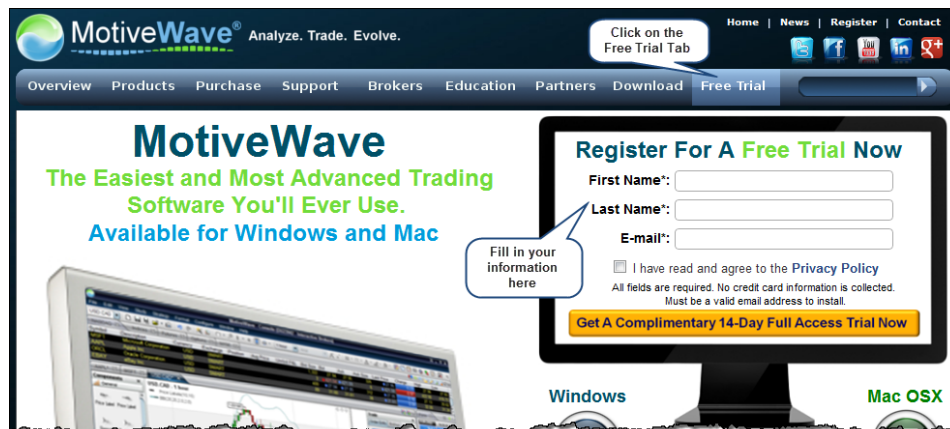 MotiveWave® Analyze. Trade. Evolve.
Click on the
Free Trial Tab
Home | News | Register | Contact
Overview Products Purchase Support Brokers Education Partners Download Free Trial
MotiveWave
The Easiest and Most Advanced Trading
Software You'll Ever Use.
Available for Windows and Mac
Register For A Free Trial Now
First Name*:
Last Name*:
E-mail*:
Fill in your
information
here
I have read and agree to the Privacy Policy
All fields are required. No credit card information is collected.
Must be a valid email address to install.
Get A Complimentary 14-Day Full Access Trial Now
Windows
Mac OSX